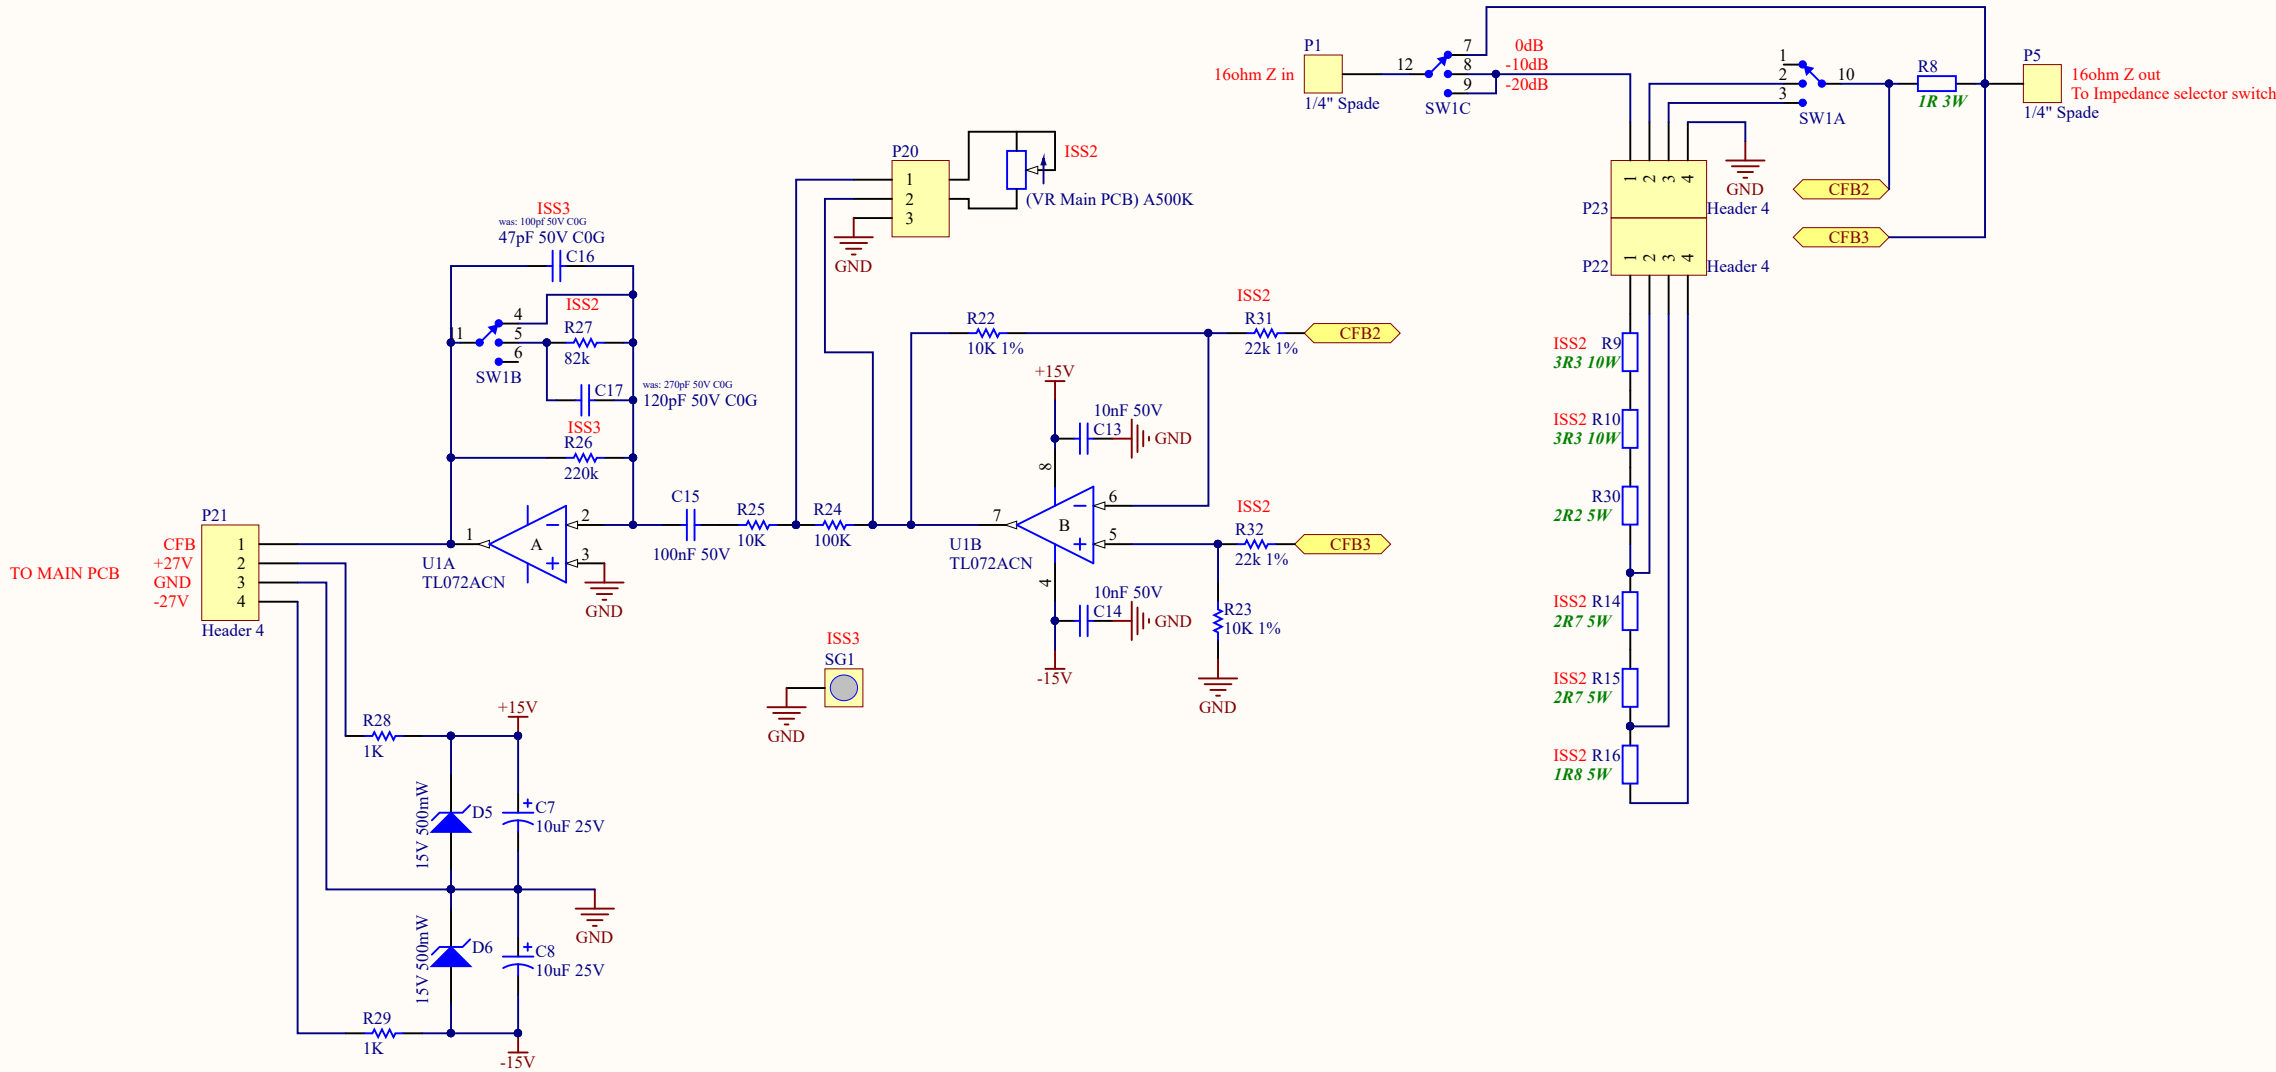 P1
16ohm Z in
1/4" Spade
12
7
8
9
SW1C
0dB
-10dB
-20dB
1
2
3
10
SW1A
R8
1R 3W
P5
16ohm Z out
To Impedance selector switch
1/4" Spade
GND
CFB2
CFB3
1 2 3 4
P23
Header 4
1 2 3 4
P22
Header 4
P20
1
2
3
GND
ISS2
(VR Main PCB) A500K
ISS3
was: 100pf 50V C0G
47pF 50V C0G
C16
ISS2
R27
82k
11
4
5
6
SW1B
C17
was: 270pF 50V C0G
120pF 50V C0G
ISS3
R26
220k
R22
10K 1%
ISS2
R31
22k 1%
CFB2
+15V
10nF 50V
C13
GND
8
6
5
7
B
U1B
TL072ACN
4
10nF 50V
C14
GND
-15V
ISS2
R32
22k 1%
CFB3
R23
10K 1%
GND
C15
100nF 50V
R25
10K
R24
100K
P21
TO MAIN PCB
CFB
+27V
GND
-27V
1
2
3
4
Header 4
1
2
3
A
U1A
TL072ACN
GND
ISS3
SG1
GND
ISS2 R9
3R3 10W
ISS2 R10
3R3 10W
R30
2R2 5W
ISS2 R14
2R7 5W
ISS2 R15
2R7 5W
ISS2 R16
1R8 5W
+15V
R28
1K
15V 500mW
D5
C7
10uF 25V
GND
15V 500mW
D6
C8
10uF 25V
R29
1K
-15V